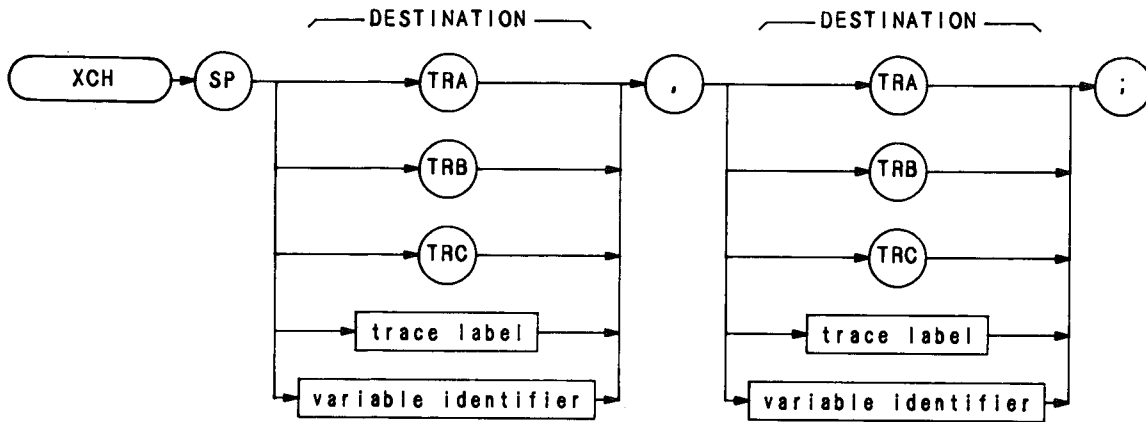 DESTINATION DESTINATION
XCH SP TRA , TRA ;
TRB TRB
TRC TRC
trace label trace label
variable identifier variable identifier